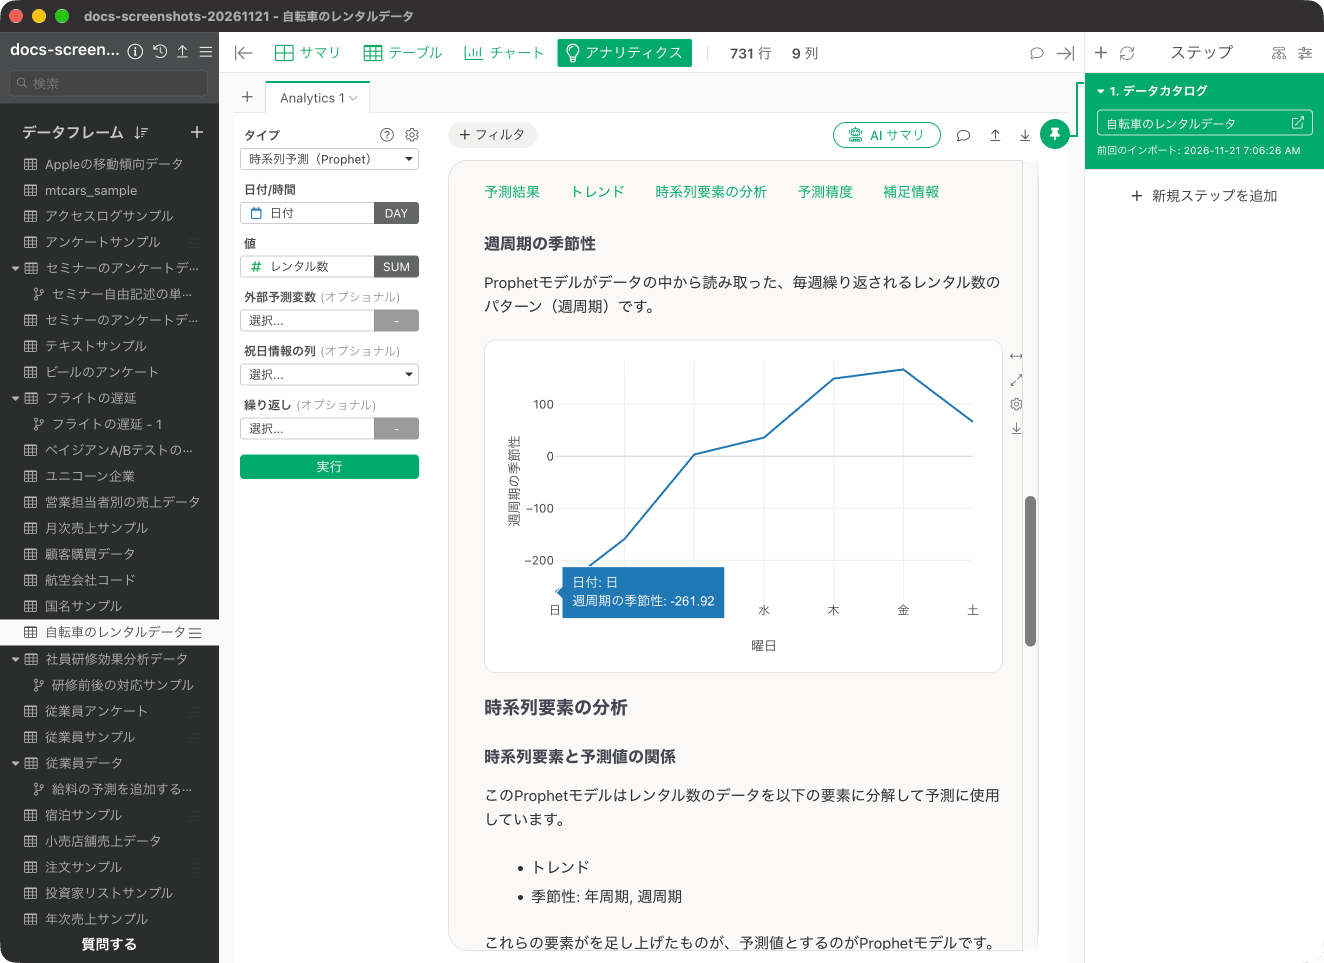 docs-screenshots-20261121 - 自転車のレンタルデータ
docs-screen...
検索
データフレーム
Appleの移動傾向データ
mtcars_sample
アクセスログサンプル
アンケートサンプル
セミナーのアンケートデ...
セミナー自由記述の単...
セミナーのアンケートデ...
テキストサンプル
ビールのアンケート
フライトの遅延
フライトの遅延 - 1
ベイジアンA/Bテストの...
ユニコーン企業
営業担当者別の売上データ
月次売上サンプル
顧客購買データ
航空会社コード
国名サンプル
自転車のレンタルデータ
社員研修効果分析データ
研修前後の対応サンプル
従業員アンケート
従業員サンプル
従業員データ
給料の予測を追加する...
宿泊サンプル
小売店舗売上データ
注文サンプル
投資家リストサンプル
年次売上サンプル
質問する
サマリ
テーブル
チャート
アナリティクス
731 行
9 列
Analytics 1
タイプ
時系列予測（Prophet）
日付/時間
日付
DAY
値
レンタル数
SUM
外部予測変数 (オプショナル)
選択...
-
祝日情報の列 (オプショナル)
選択...
繰り返し (オプショナル)
選択...
-
実行
+ フィルタ
AI サマリ
予測結果
トレンド
時系列要素の分析
予測精度
補足情報
週周期の季節性
Prophetモデルがデータの中から読み取った、毎週繰り返されるレンタル数の
パターン（週周期）です。
100
0
−100
−200
週周期の季節性
日付: 日
週周期の季節性: -261.92
日
水
木
金
土
曜日
時系列要素の分析
時系列要素と予測値の関係
このProphetモデルはレンタル数のデータを以下の要素に分解して予測に使用
しています。
• トレンド
• 季節性: 年周期, 週周期
これらの要素がを足し上げたものが、予測値とするのがProphetモデルです。
ステップ
1. データカタログ
自転車のレンタルデータ
前回のインポート: 2026-11-21 7:06:26 AM
+ 新規ステップを追加